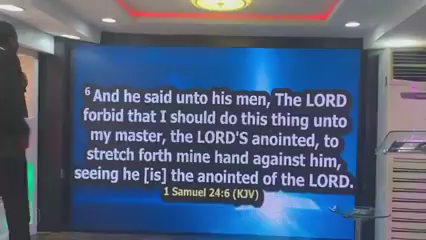 6 And he said unto his men, The LORD
forbid that I should do this thing unto
my master, the LORD'S anointed, to
stretch forth mine hand against him,
seeing he [is] the anointed of the LORD.
1 Samuel 24:6 (KJV)